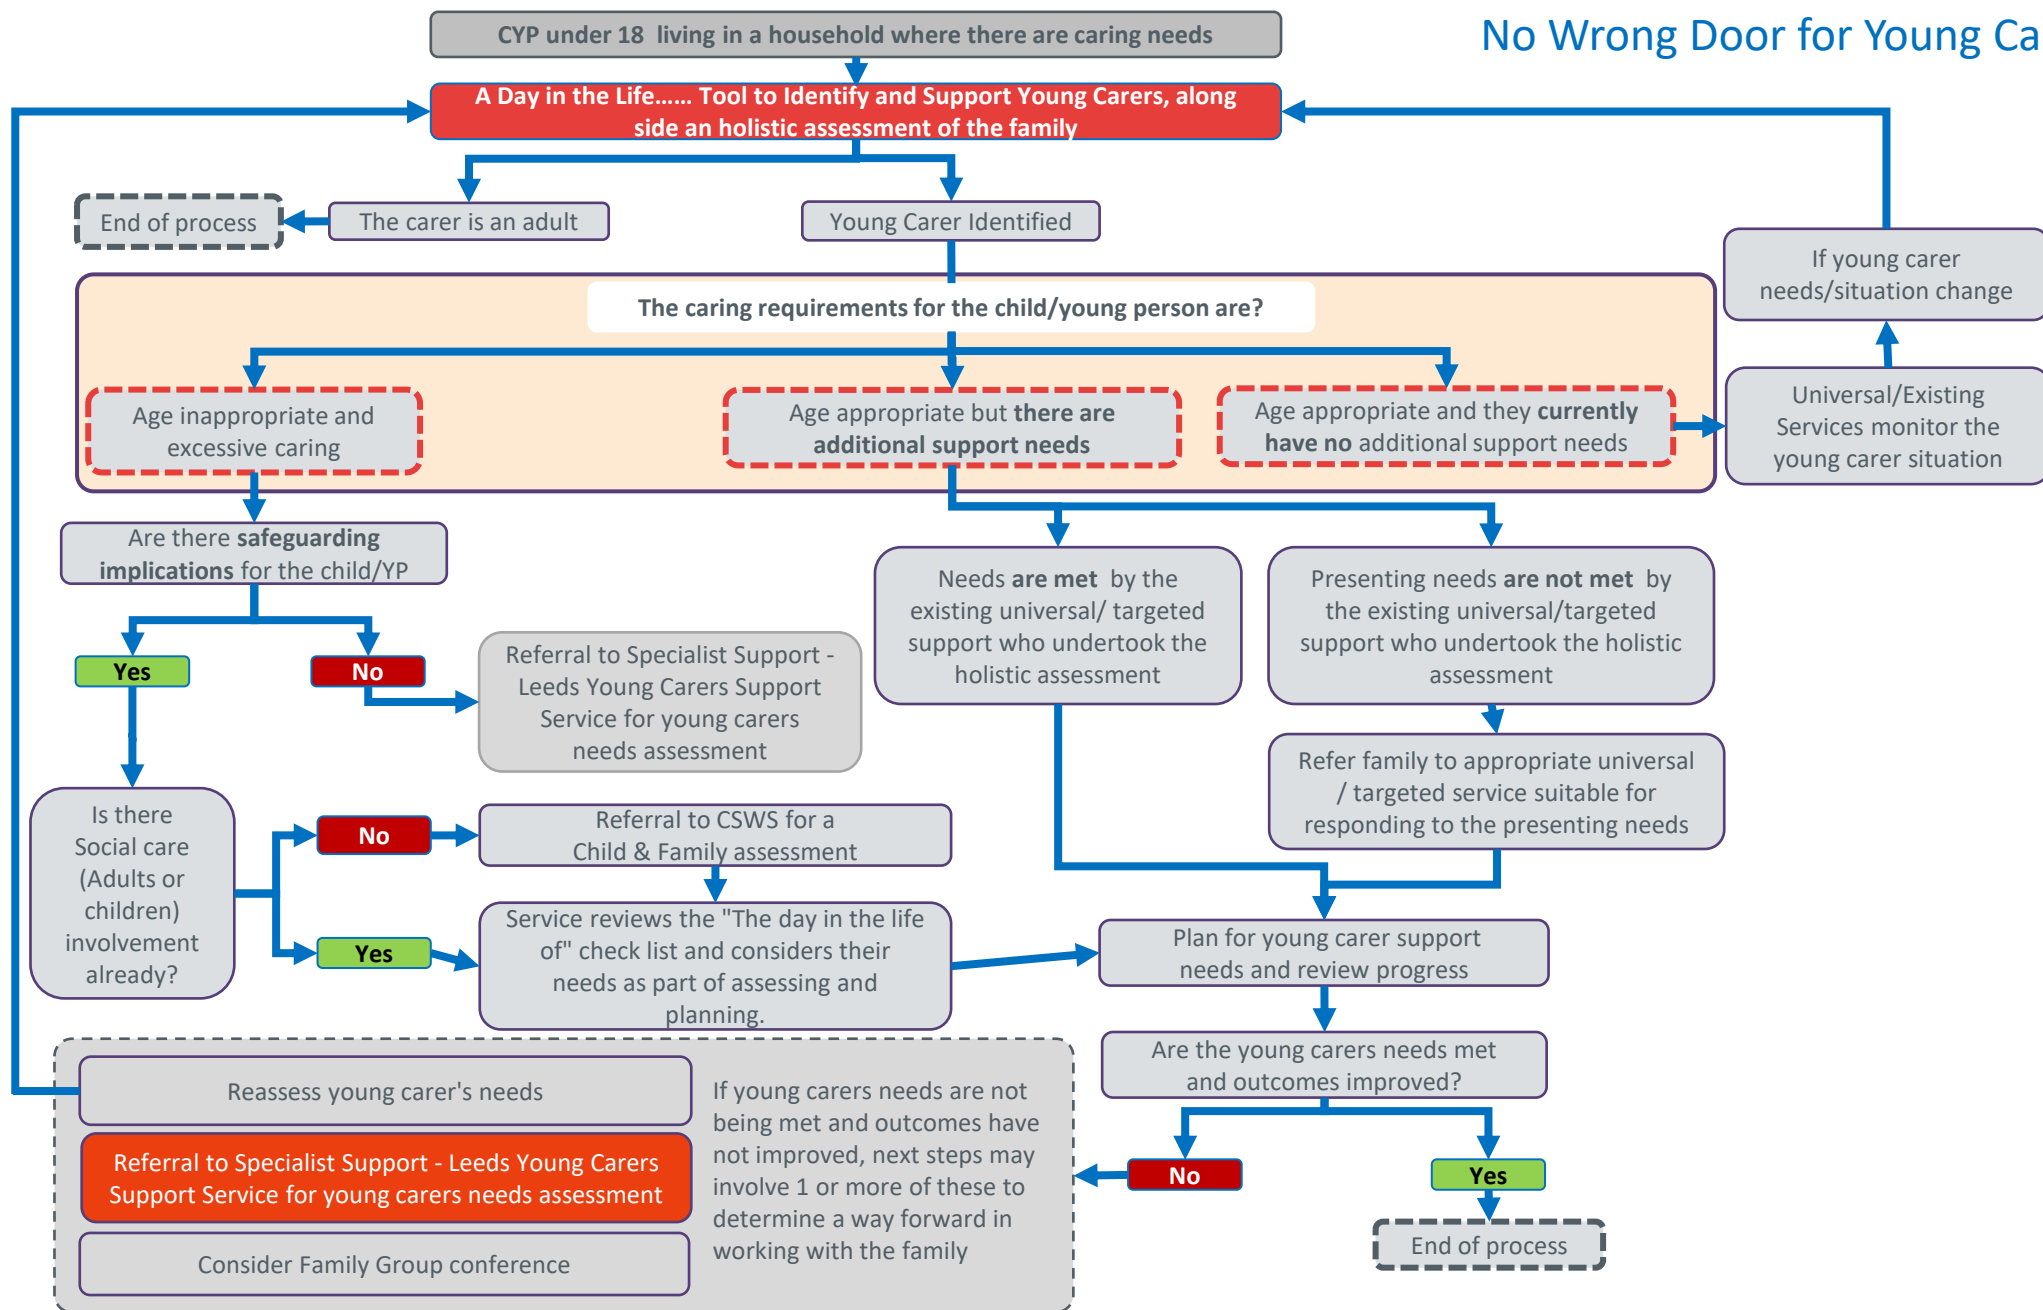 No Wrong Door for Young Ca
CYP under 18 living in a household where there are caring needs
A Day in the Life...... Tool to Identify and Support Young Carers, along
side an holistic assessment of the family
End of process
The carer is an adult
Young Carer Identified
If young carer
needs/situation change
The caring requirements for the child/young person are?
Age inappropriate and
excessive caring
Age appropriate but there are
additional support needs
Age appropriate and they currently
have no additional support needs
Universal/Existing
Services monitor the
young carer situation
Are there safeguarding
implications for the child/YP
Yes
No
Referral to Specialist Support -
Leeds Young Carers Support
Service for young carers
needs assessment
Needs are met by the
existing universal/ targeted
support who undertook the
holistic assessment
Presenting needs are not met by
the existing universal/targeted
support who undertook the holistic
assessment
Refer family to appropriate universal
/ targeted service suitable for
responding to the presenting needs
Is there
Social care
(Adults or
children)
involvement
already?
No
Referral to CSWS for a
Child & Family assessment
Yes
Service reviews the "The day in the life
of" check list and considers their
needs as part of assessing and
planning.
Plan for young carer support
needs and review progress
Are the young carers needs met
and outcomes improved?
No
Yes
End of process
Reassess young carer's needs
Referral to Specialist Support - Leeds Young Carers
Support Service for young carers needs assessment
Consider Family Group conference
If young carers needs are not
being met and outcomes have
not improved, next steps may
involve 1 or more of these to
determine a way forward in
working with the family